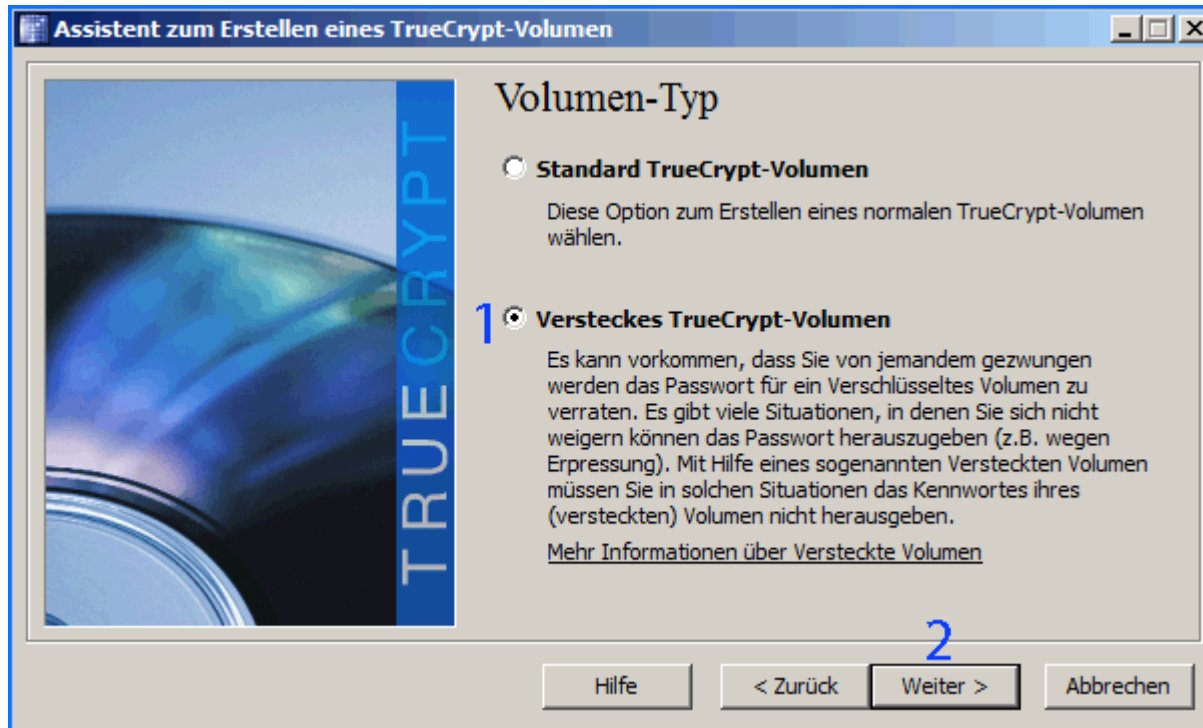 Assistent zum Erstellen eines TrueCrypt-Volumen
TRUECRYPT
Volumen-Typ
Standard TrueCrypt-Volumen
Diese Option zum Erstellen eines normalen TrueCrypt-Volumen
wählen.
1
Versteckes TrueCrypt-Volumen
Es kann vorkommen, dass Sie von jemandem gezwungen
werden das Passwort für ein Verschlüsseltes Volumen zu
verraten. Es gibt viele Situationen, in denen Sie sich nicht
weigern können das Passwort herauszugeben (z.B. wegen
Erpressung). Mit Hilfe eines sogenannten Versteckten Volumen
müssen Sie in solchen Situationen das Kennwortes ihres
(versteckten) Volumen nicht herausgeben.
Mehr Informationen über Versteckte Volumen
2
Hilfe < Zurück Weiter > Abbrechen